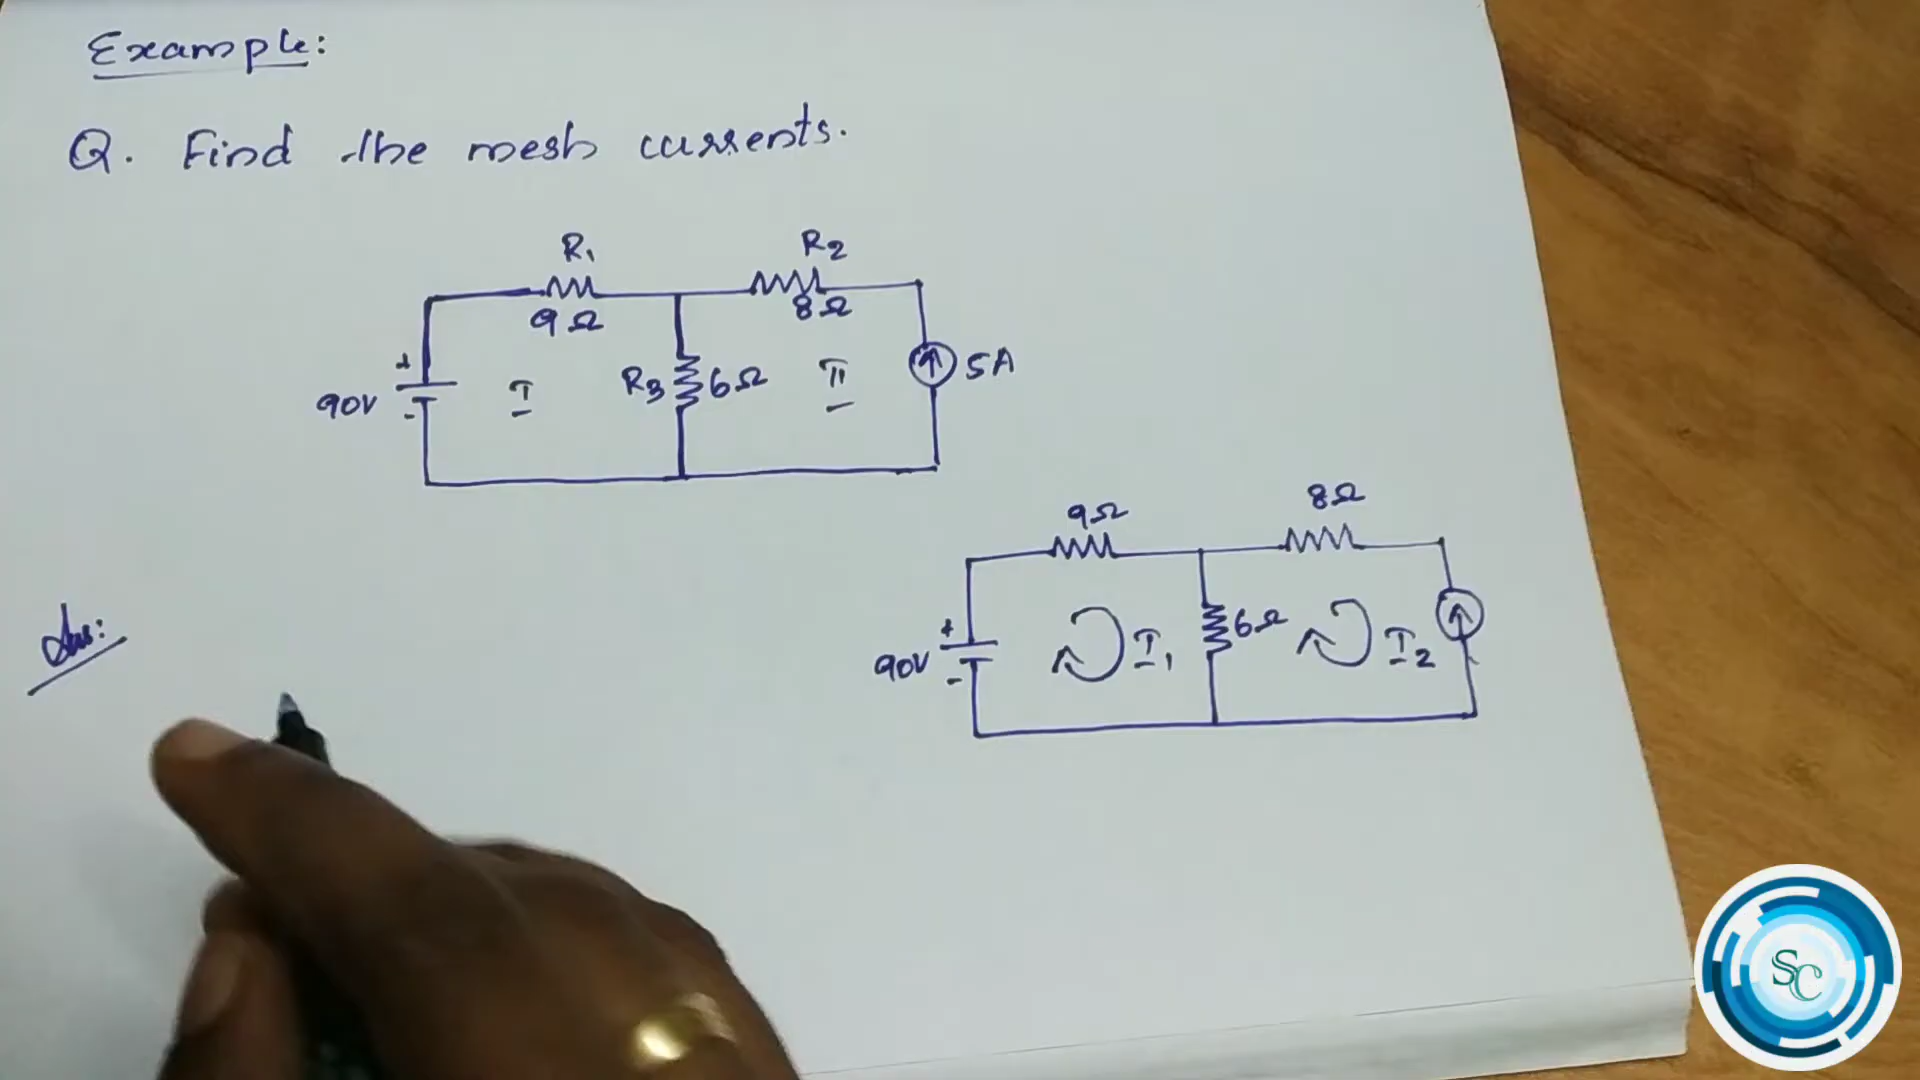 Example:
Q. Find the mesh currents.
R1
R2
9Ω
8Ω
+
90V
-
I
R3
6Ω
II
5A
9Ω
8Ω
+
90V
-
I1
6Ω
I2
Ans:
SC